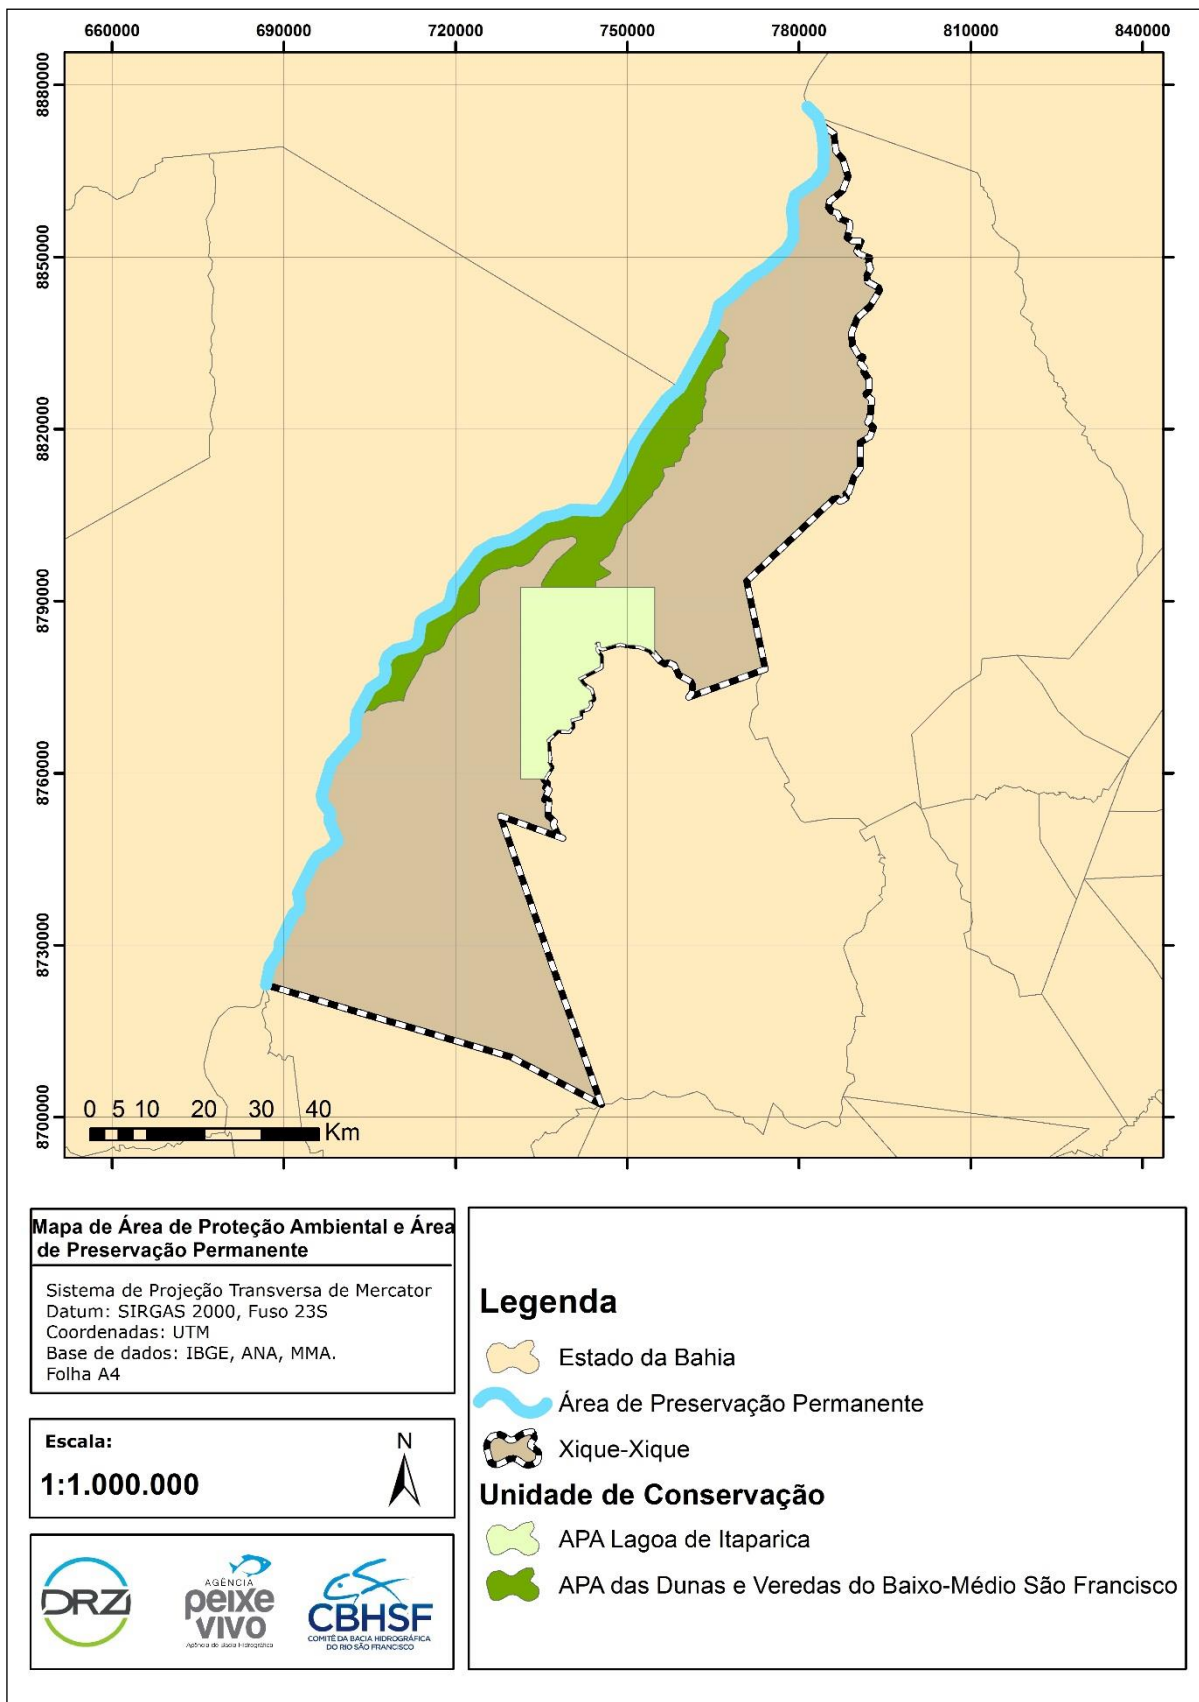 660000 690000 720000 750000 780000 810000 840000
8880000
8850000
8820000
8790000
8760000
8730000
8700000
0 5 10 20 30 40
Km
Mapa de Área de Proteção Ambiental e Área
de Preservação Permanente
Sistema de Projeção Transversa de Mercator
Datum: SIRGAS 2000, Fuso 23S
Coordenadas: UTM
Base de dados: IBGE, ANA, MMA.
Folha A4
Escala:
1:1.000.000
N
DRZ
AGÊNCIA
peixe
vivo
Agência de Bacia Hidrográfica
CBHSF
COMITÊ DA BACIA HIDROGRÁFICA
DO RIO SÃO FRANCISCO
Legenda
Estado da Bahia
Área de Preservação Permanente
Xique-Xique
Unidade de Conservação
APA Lagoa de Itaparica
APA das Dunas e Veredas do Baixo-Médio São Francisco